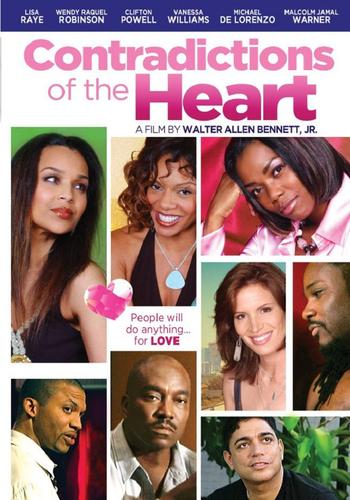 LISA RAYE WENDY RAQUEL ROBINSON CLIFTON POWELL VANESSA WILLIAMS MICHAEL DE LORENZO MALCOLM JAMAL WARNER
Contradictions
of the Heart
A FILM BY WALTER ALLEN BENNETT, JR.
People will
do anything...
for LOVE